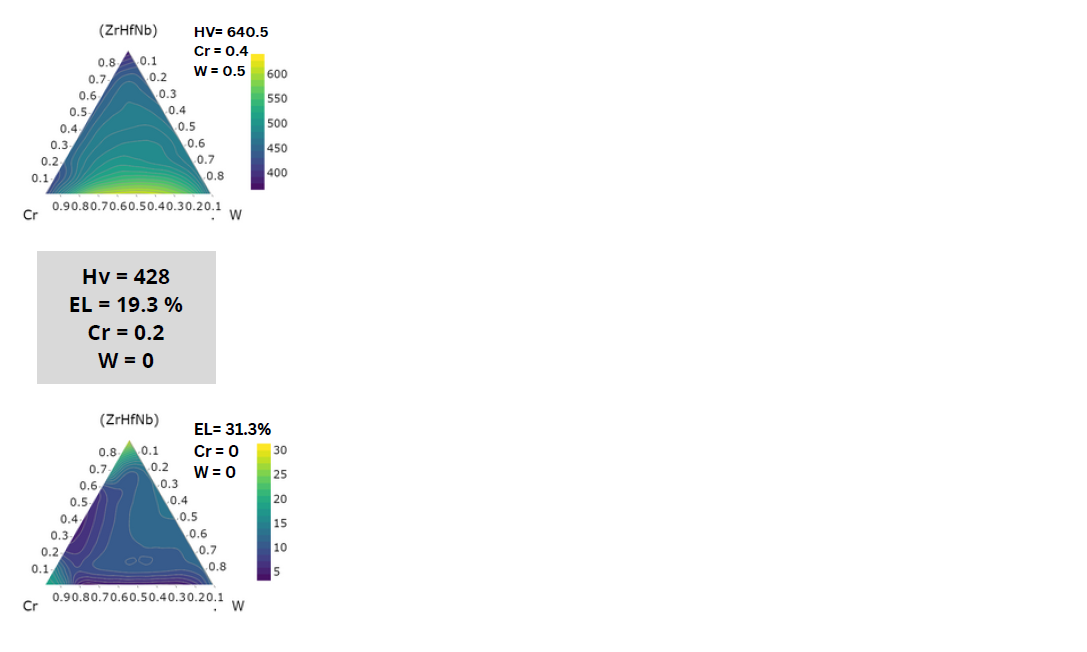 (ZrHfNb)
HV= 640.5
Cr = 0.4
W = 0.5
0.8
0.1
0.7
0.2
0.6
0.3
0.5
0.4
0.4
0.5
0.3
0.6
0.2
0.7
0.1
0.8
600
550
500
450
400
0.90.80.70.60.50.40.30.20.1
Cr
. W
Hv = 428
EL = 19.3 %
Cr = 0.2
W = 0
(ZrHfNb)
EL= 31.3%
Cr = 0
W = 0
0.8
0.1
0.7
0.2
0.6
0.3
0.5
0.4
0.4
0.5
0.3
0.6
0.2
0.7
0.1
0.8
30
25
20
15
10
5
0.90.80.70.60.50.40.30.20.1
Cr
. W